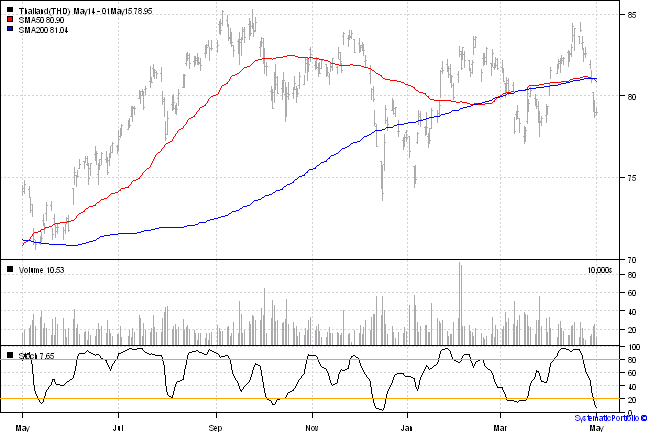 Thailand(THD) May14 - 01May15 78.95
SMA50 80.90
SMA200 81.04
85
80
75
70
Volume 10.53
10,000s
80
60
40
20
Stoch 7.65
100
80
60
40
20
0
May Jul Sep Nov Jan Mar May
SystematicPortfolio ©